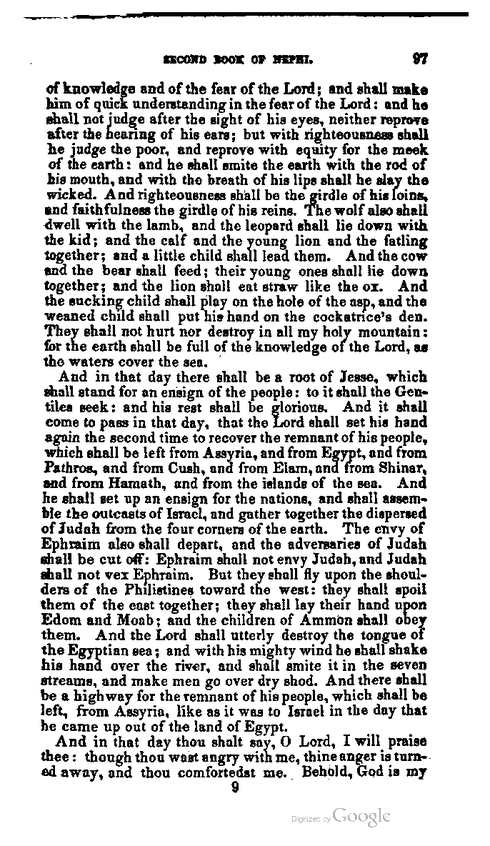 SECOND BOOK OF NEPHI. 97
of knowledge and of the fear of the Lord; and shall make
him of quick understanding in the fear of the Lord: and he
shall not judge after the sight of his eyes, neither reprove
after the hearing of his ears; but with righteousness shall
he judge the poor, and reprove with equity for the meek
of the earth: and he shall smite the earth with the rod of
his mouth, and with the breath of his lips shall he slay the
wicked. And righteousness shall be the girdle of his loins,
and faithfulness the girdle of his reins. The wolf also shall
dwell with the lamb, and the leopard shall lie down with
the kid; and the calf and the young lion and the fatling
together; and a little child shall lead them. And the cow
and the bear shall feed; their young ones shall lie down
together; and the lion shall eat straw like the ox. And
the sucking child shall play on the hole of the asp, and the
weaned child shall put his hand on the cockatrice's den.
They shall not hurt nor destroy in all my holy mountain:
for the earth shall be full of the knowledge of the Lord, as
the waters cover the sea.
And in that day there shall be a root of Jesse, which
shall stand for an ensign of the people: to it shall the Gen-
tiles seek: and his rest shall be glorious. And it shall
come to pass in that day, that the Lord shall set his hand
again the second time to recover the remnant of his people,
which shall be left from Assyria, and from Egypt, and from
Pathros, and from Cush, and from Elam, and from Shinar,
and from Hamath, and from the islands of the sea. And
he shall set up an ensign for the nations, and shall assem-
ble the outcasts of Israel, and gather together the dispersed
of Judah from the four corners of the earth. The envy of
Ephraim also shall depart, and the adversaries of Judah
shall be cut off: Ephraim shall not envy Judah, and Judah
shall not vex Ephraim. But they shall fly upon the shoul-
ders of the Philistines toward the west: they shall spoil
them of the east together; they shall lay their hand upon
Edom and Moab; and the children of Ammon shall obey
them. And the Lord shall utterly destroy the tongue of
the Egyptian sea; and with his mighty wind he shall shake
his hand over the river, and shall smite it in the seven
streams, and make men go over dry shod. And there shall
be a highway for the remnant of his people, which shall be
left, from Assyria, like as it was to Israel in the day that
he came up out of the land of Egypt.
And in that day thou shalt say, O Lord, I will praise
thee: though thou wast angry with me, thine anger is turn-
ed away, and thou comfortedst me. Behold, God is my
9
Digitized by Google